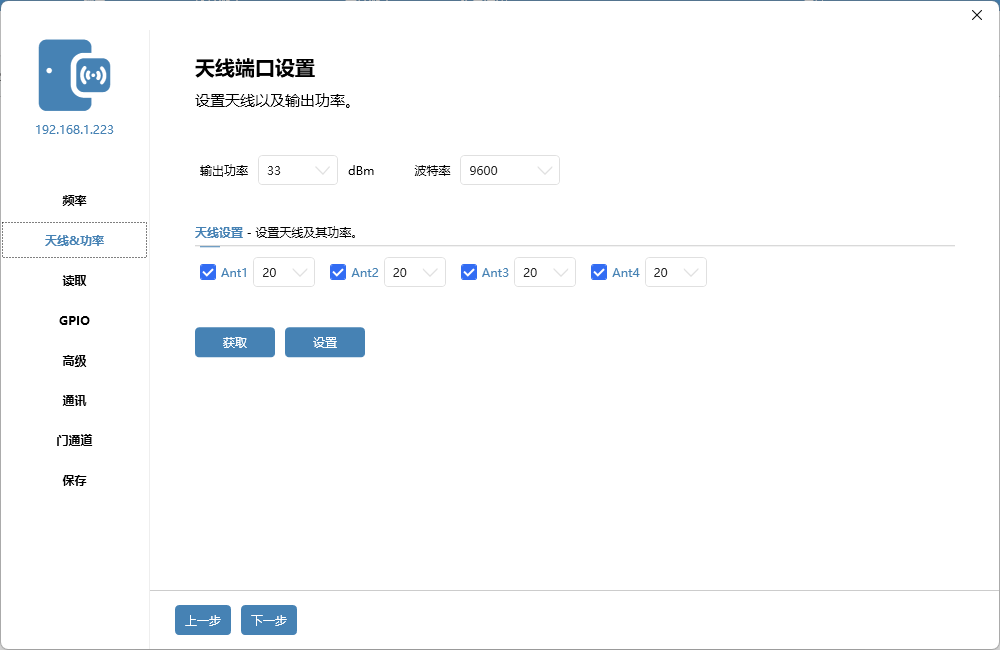 192.168.1.223
频率
天线&功率
读取
GPIO
高级
通讯
门通道
保存
天线端口设置
设置天线以及输出功率。
输出功率 33 dBm 波特率 9600
天线设置 - 设置天线及其功率。
Ant1 20 Ant2 20 Ant3 20 Ant4 20
获取 设置
上一步 下一步